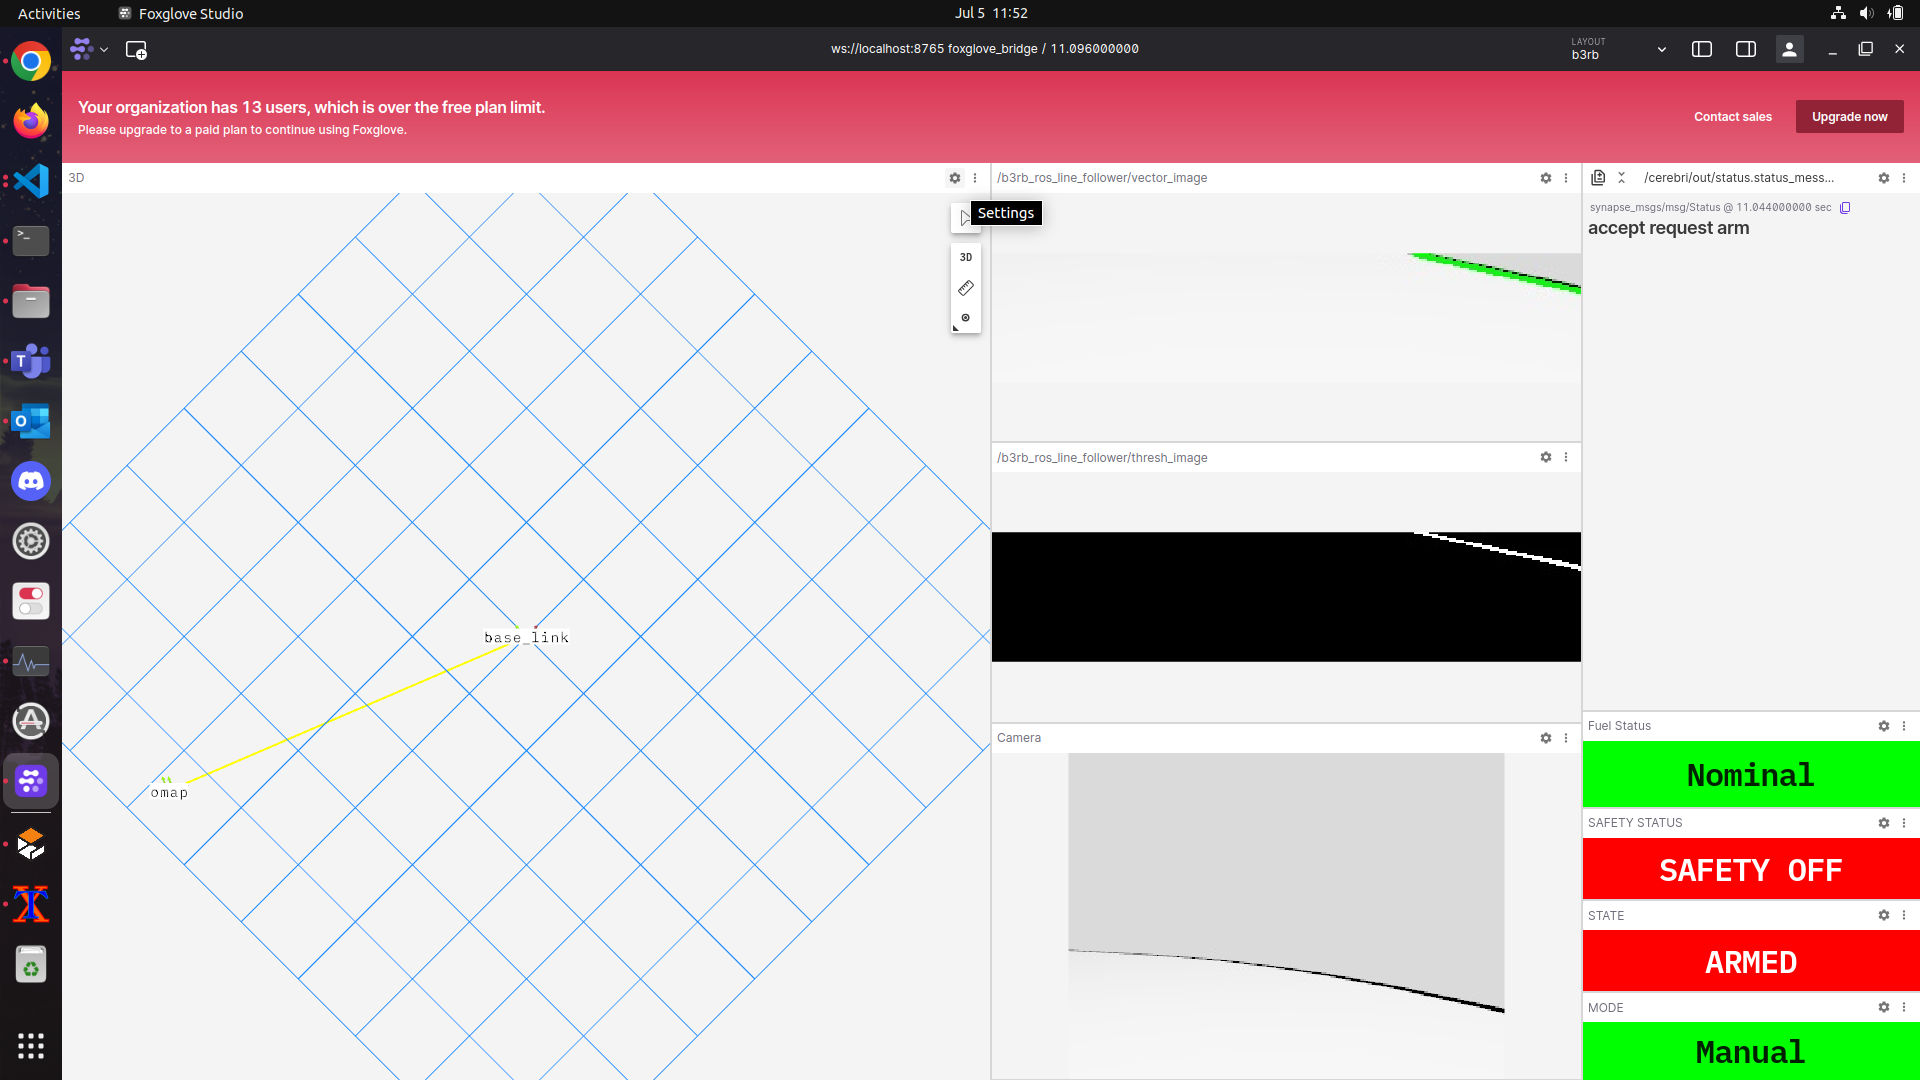 Activities
Foxglove Studio
Jul 5 11:52
ws://localhost:8765 foxglove_bridge / 11.096000000
LAYOUT
b3rb
Your organization has 13 users, which is over the free plan limit.
Please upgrade to a paid plan to continue using Foxglove.
Contact sales
Upgrade now
3D
Settings
3D
base_link
omap
/b3rb_ros_line_follower/vector_image
/b3rb_ros_line_follower/thresh_image
Camera
/cerebri/out/status.status_mess...
synapse_msgs/msg/Status @ 11.044000000 sec
accept request arm
Fuel Status
Nominal
SAFETY STATUS
SAFETY OFF
STATE
ARMED
MODE
Manual